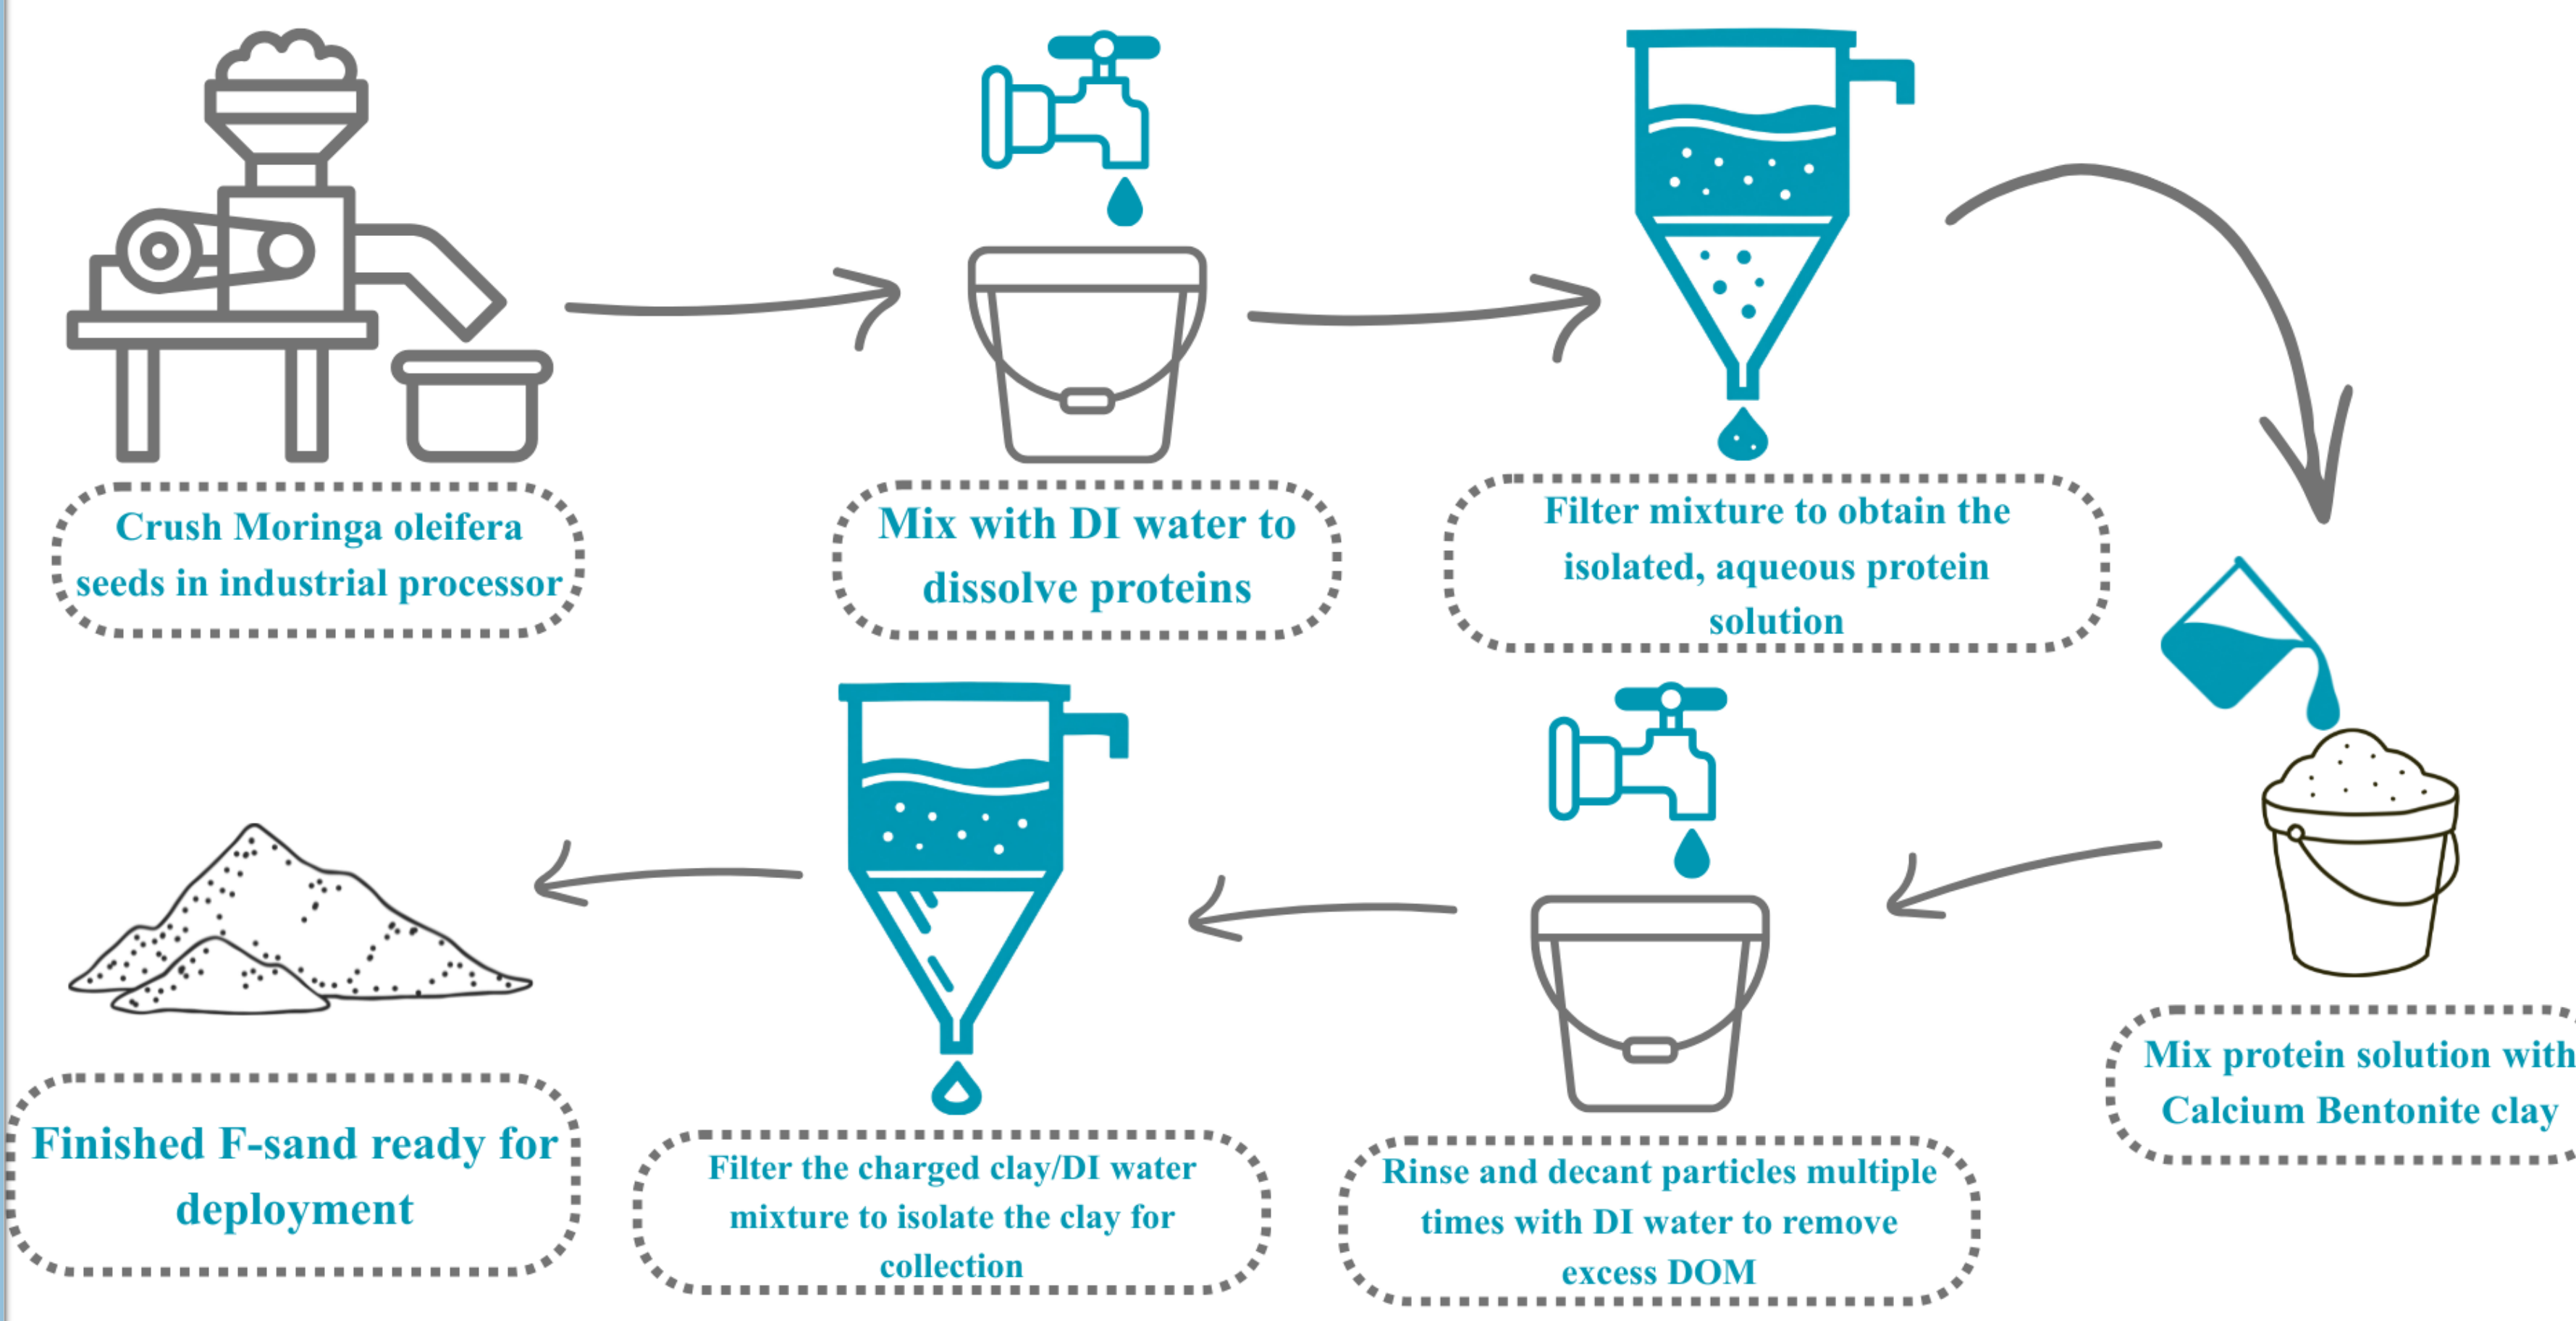 Crush Moringa oleifera
seeds in industrial processor
Mix with DI water to
dissolve proteins
Filter mixture to obtain the
isolated, aqueous protein
solution
Mix protein solution with
Calcium Bentonite clay
Rinse and decant particles multiple
times with DI water to remove
excess DOM
Filter the charged clay/DI water
mixture to isolate the clay for
collection
Finished F-sand ready for
deployment